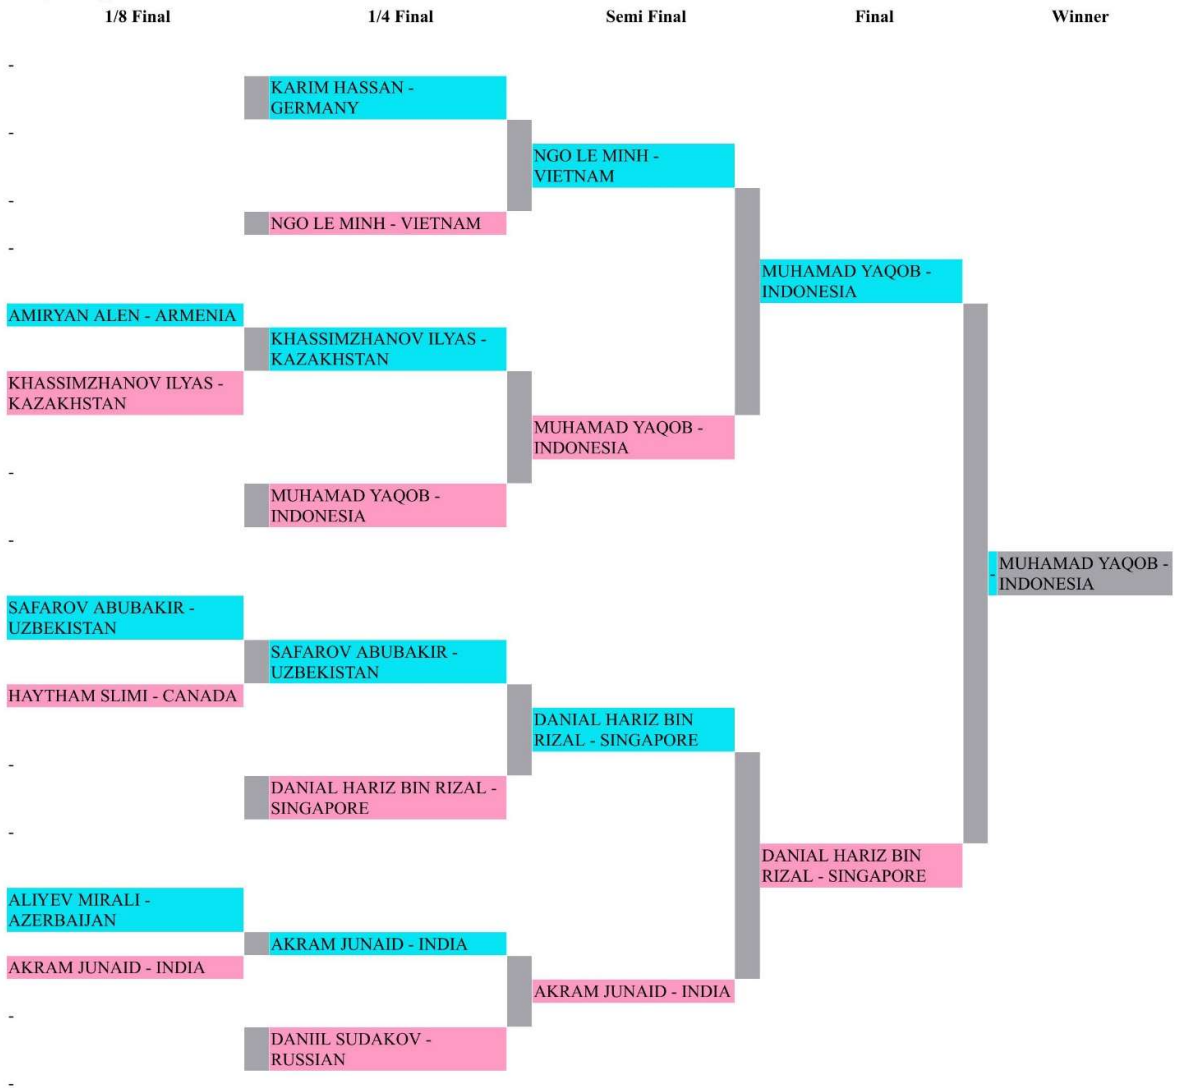 1/8 Final
1/4 Final
Semi Final
Final
Winner
-
KARIM HASSAN -
GERMANY
-
NGO LE MINH -
VIETNAM
-
NGO LE MINH - VIETNAM
-
MUHAMAD YAQOB -
INDONESIA
AMIRYAN ALEN - ARMENIA
KHASSIMZHANOV ILYAS -
KAZAKHSTAN
KHASSIMZHANOV ILYAS -
KAZAKHSTAN
MUHAMAD YAQOB -
INDONESIA
-
MUHAMAD YAQOB -
INDONESIA
-
-
MUHAMAD YAQOB -
INDONESIA
SAFAROV ABUBAKIR -
UZBEKISTAN
SAFAROV ABUBAKIR -
UZBEKISTAN
HAYTHAM SLIMI - CANADA
DANIAL HARIZ BIN
RIZAL - SINGAPORE
-
DANIAL HARIZ BIN RIZAL -
SINGAPORE
-
DANIAL HARIZ BIN
RIZAL - SINGAPORE
ALIYEV MIRALI -
AZERBAIJAN
AKRAM JUNAID - INDIA
AKRAM JUNAID - INDIA
AKRAM JUNAID - INDIA
-
DANIIL SUDAKOV -
RUSSIAN
-